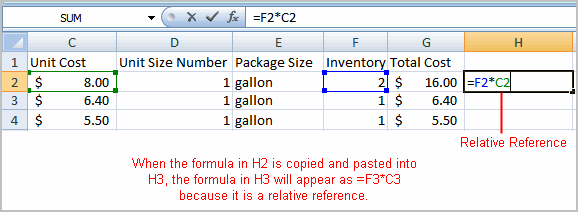 SUM fx =F2*C2
C D E F G H
1 Unit Cost Unit Size Number Package Size Inventory Total Cost
2 $ 8.00 1 gallon 2 $ 16.00 =F2*C2
3 $ 6.40 1 gallon 1 $ 6.40
4 $ 5.50 1 gallon 1 $ 5.50
Relative Reference
When the formula in H2 is copied and pasted into
H3, the formula in H3 will appear as =F3*C3
because it is a relative reference.